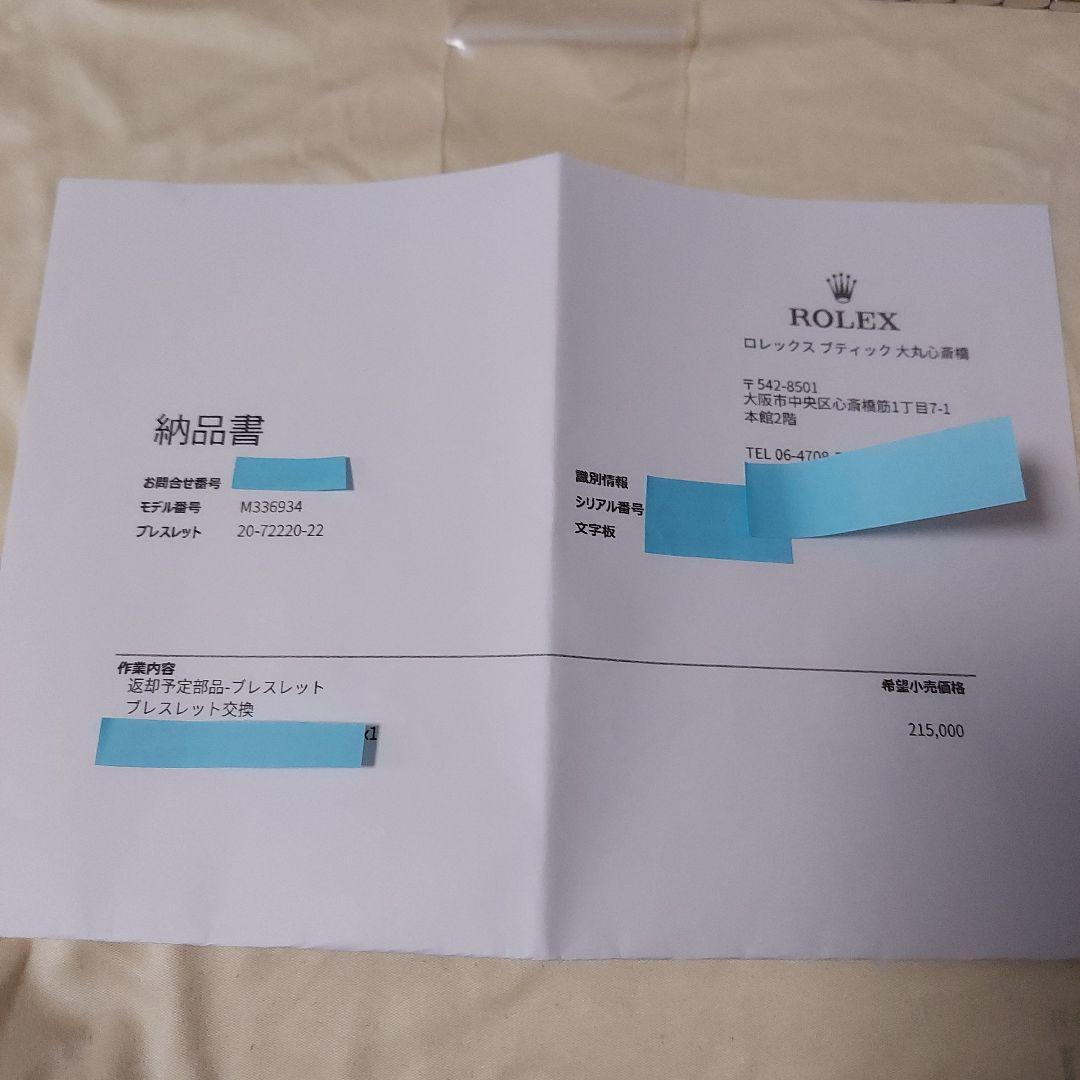 ROLEX
ロレックス ブティック 大丸心斎橋
〒542-8501
大阪市中央区心斎橋筋1丁目7-1
本館2階
TEL 06-4708-
納品書
お問合せ番号
モデル番号 M336934
ブレスレット 20-72220-22
識別情報
シリアル番号
文字板
作業内容
希望小売価格
返却予定部品-ブレスレット
ブレスレット交換
x1 215,000